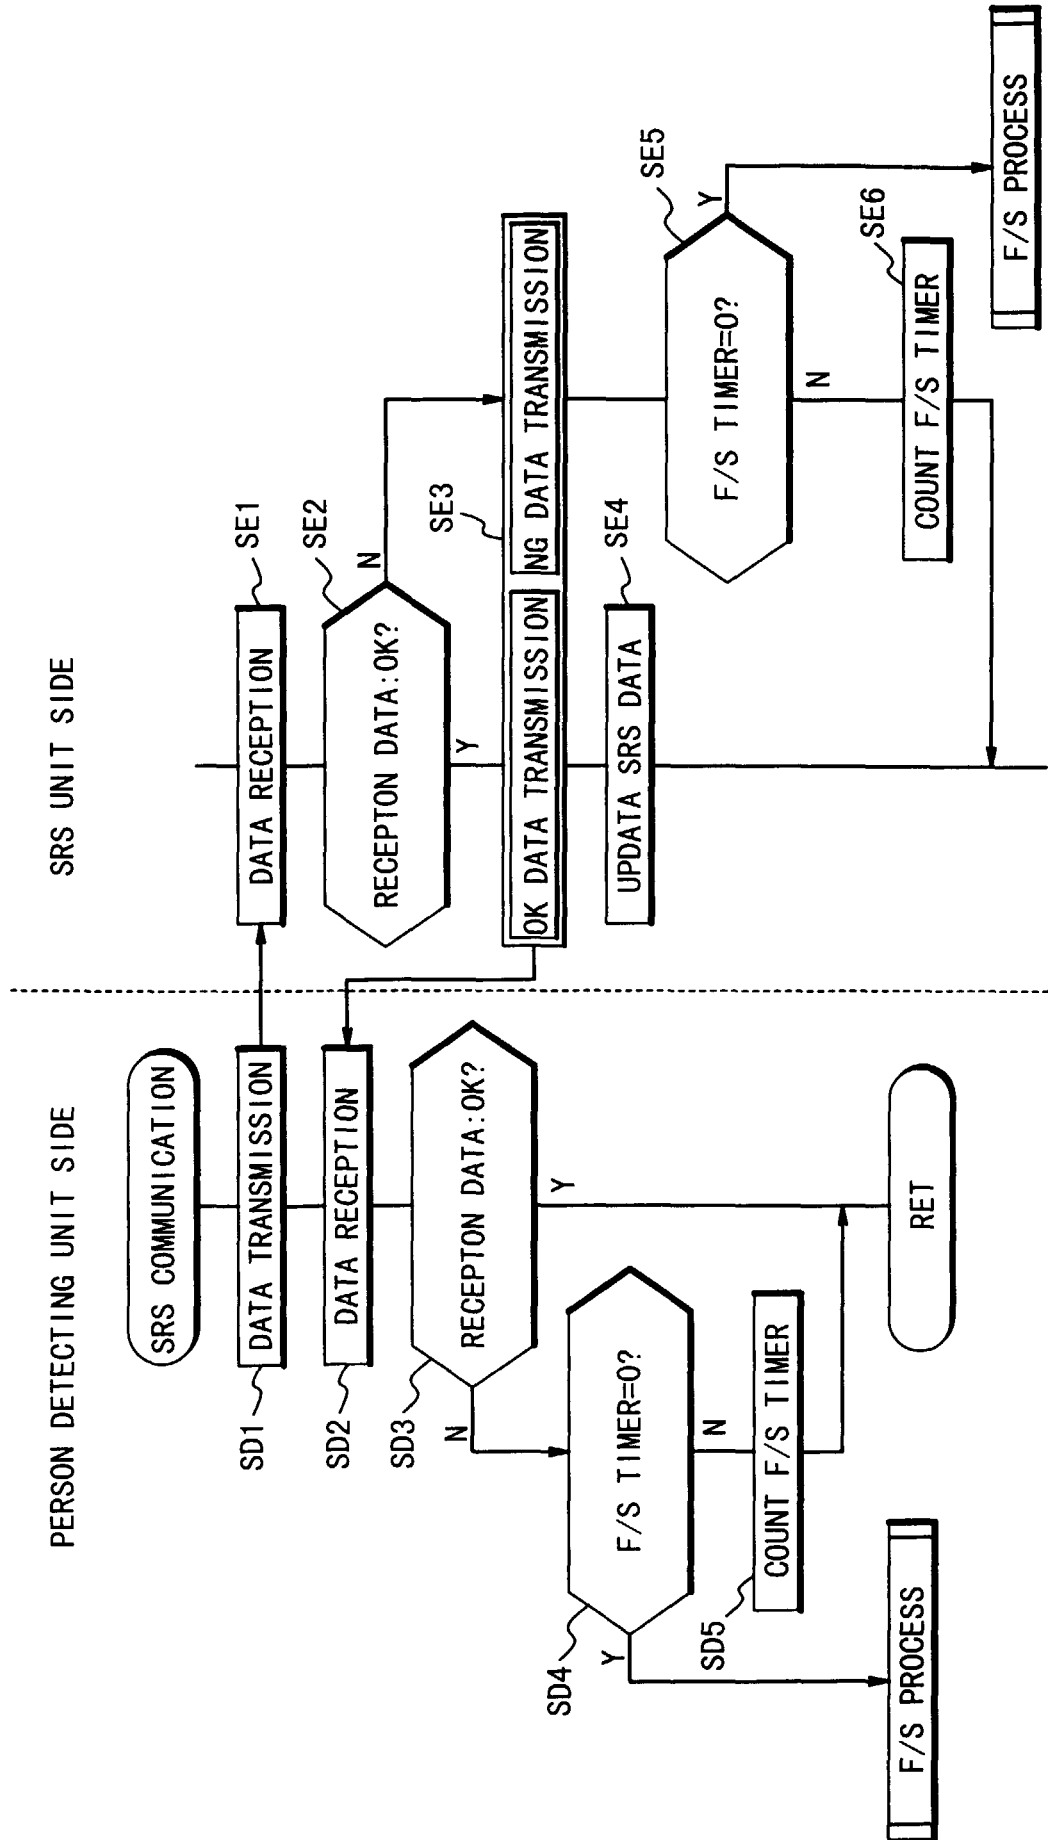 PERSON DETECTING UNIT SIDE
SRS COMMUNICATION
SD1
DATA TRANSMISSION
SD2
DATA RECEPTION
SD3
RECEPTON DATA:OK?
N
Y
SD4
F/S TIMER=0?
Y
N
SD5
COUNT F/S TIMER
F/S PROCESS
RET
SRS UNIT SIDE
DATA RECEPTION
SE1
RECEPTON DATA:OK?
SE2
N
Y
SE3
OK DATA TRANSMISSION
NG DATA TRANSMISSION
UPDATA SRS DATA
SE4
F/S TIMER=0?
SE5
Y
N
COUNT F/S TIMER
SE6
F/S PROCESS